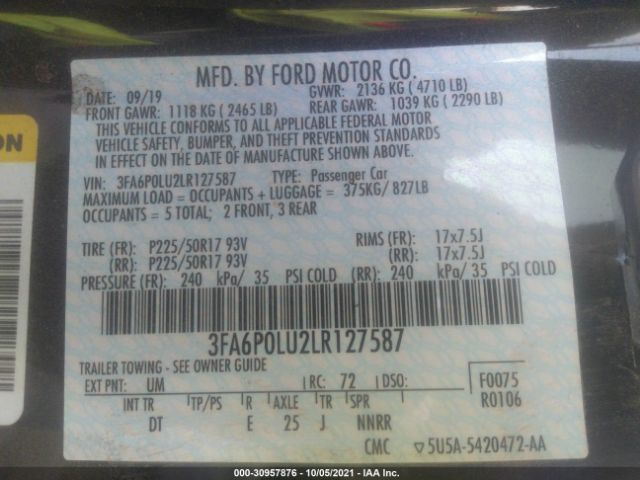 MFD. BY FORD MOTOR CO.
DATE: 09/19 GVWR: 2136 KG ( 4710 LB)
FRONT GAWR: 1118 KG ( 2465 LB) REAR GAWR: 1039 KG ( 2290 LB)
THIS VEHICLE CONFORMS TO ALL APPLICABLE FEDERAL MOTOR
VEHICLE SAFETY, BUMPER, AND THEFT PREVENTION STANDARDS
IN EFFECT ON THE DATE OF MANUFACTURE SHOWN ABOVE.
VIN: 3FA6P0LU2LR127587 TYPE: Passenger Car
MAXIMUM LOAD = OCCUPANTS + LUGGAGE = 375KG/ 827LB
OCCUPANTS = 5 TOTAL; 2 FRONT, 3 REAR
TIRE (FR): P225/50R17 93V RIMS (FR): 17x7.5J
(RR): P225/50R17 93V (RR): 17x7.5J
PRESSURE (FR): 240 kPa/ 35 PSI COLD (RR): 240 kPa/ 35 PSI COLD
3FA6P0LU2LR127587
TRAILER TOWING - SEE OWNER GUIDE
EXT PNT: UM RC: 72 DSO: F0075
INT TR TP/PS R AXLE TR SPR R0106
DT E 25 J NNRR
CMC ▽5U5A-5420472-AA
ON
000-30957876 - 10/05/2021 - IAA Inc.